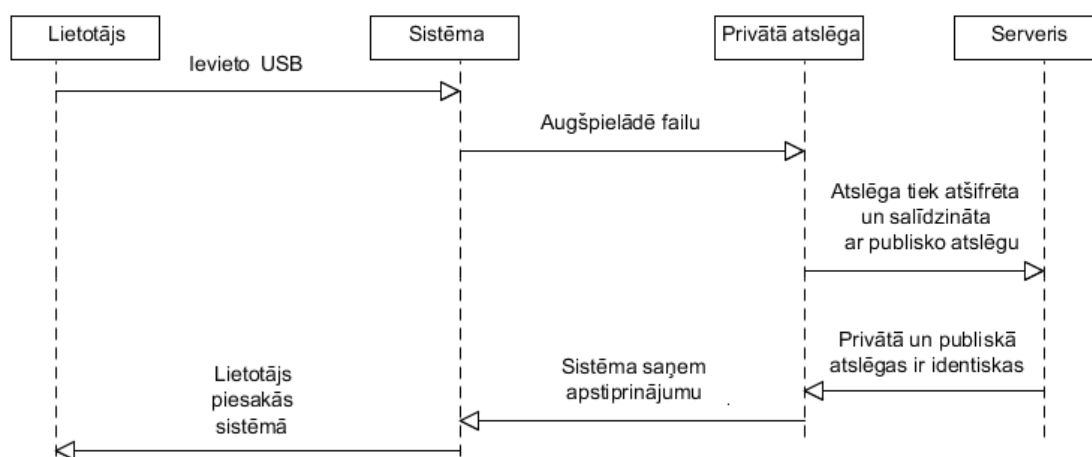 Lietotājs
Sistēma
Privātā atslēga
Serveris
Ievieto USB
Augšpielādē failu
Atslēga tiek atšifrēta
un salīdzināta
ar publisko atslēgu
Privātā un publiskā
atslēgas ir identiskas
Sistēma saņem
apstiprinājumu
Lietotājs
piesakās
sistēmā